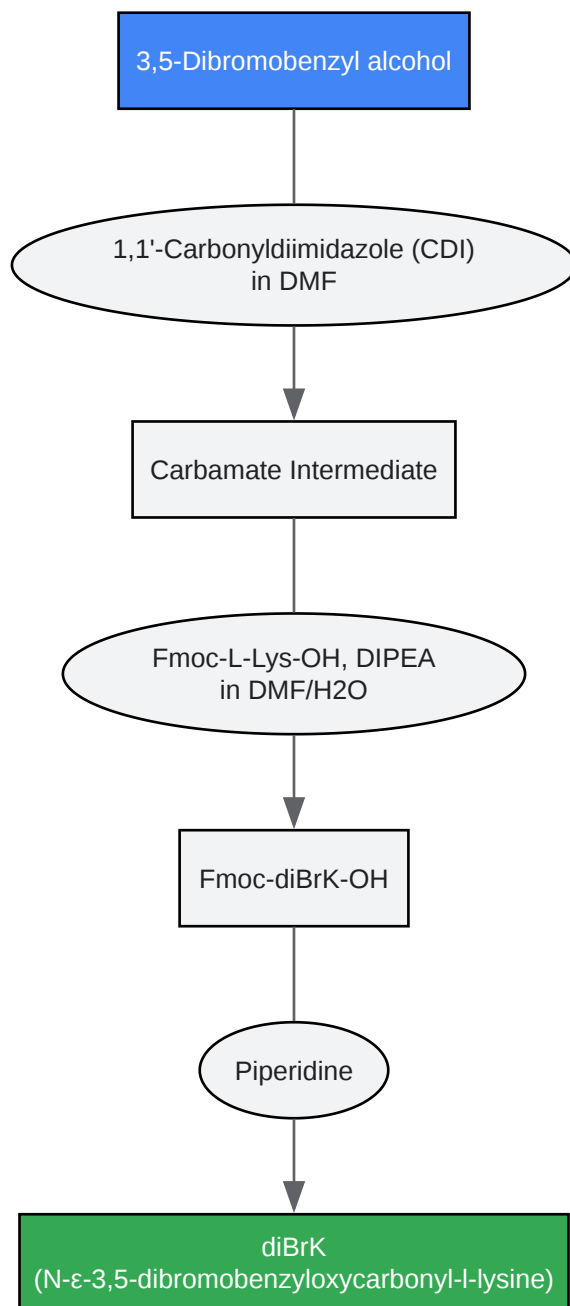 3,5-Dibromobenzyl alcohol
1,1'-Carbonyldiimidazole (CDI)
in DMF
Carbamate Intermediate
Fmoc-L-Lys-OH, DIPEA
in DMF/H2O
Fmoc-diBrK-OH
Piperidine
diBrK
(N-ε-3,5-dibromobenzyloxycarbonyl-l-lysine)